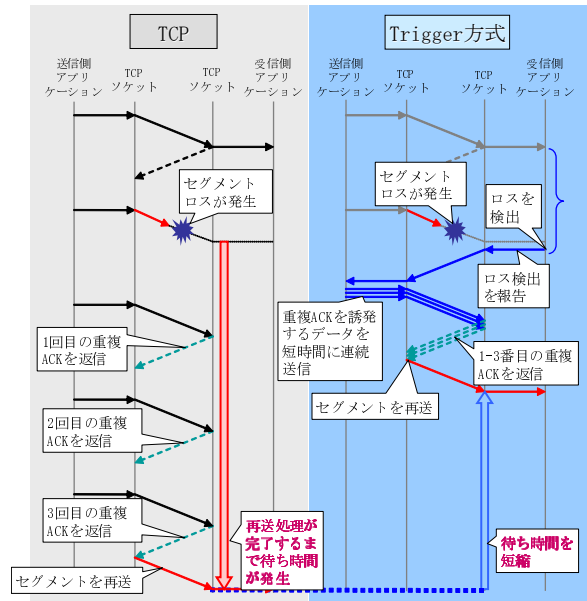 TCP
送信側
アプリ
ケーション
TCP
ソケット
TCP
ソケット
受信側
アプリ
ケーション
セグメント
ロスが発生
1回目の重複
ACKを返信
2回目の重複
ACKを返信
3回目の重複
ACKを返信
セグメントを再送
再送処理が
完了するま
で待ち時間
が発生
Trigger方式
送信側
アプリ
ケーション
TCP
ソケット
TCP
ソケット
受信側
アプリ
ケーション
セグメント
ロスが発生
ロスを
検出
ロス検出
を報告
重複ACKを誘発
するデータを
短時間に連続
送信
1-3番目の重複
ACKを返信
セグメントを再送
待ち時間を
短縮